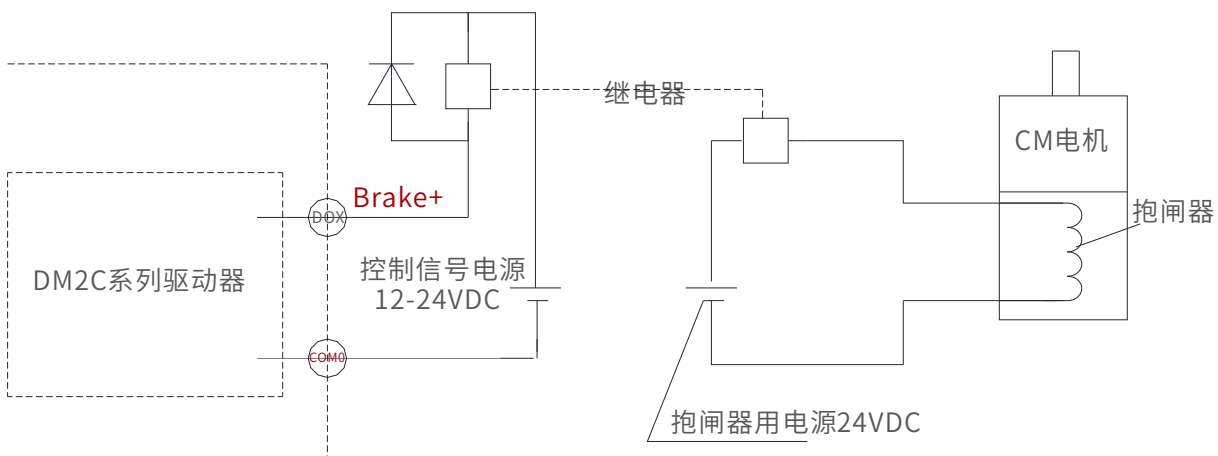 继电器
CM电机
Brake+
DOX
抱闸器
DM2C系列驱动器
控制信号电源
12-24VDC
COM0
抱闸器用电源24VDC